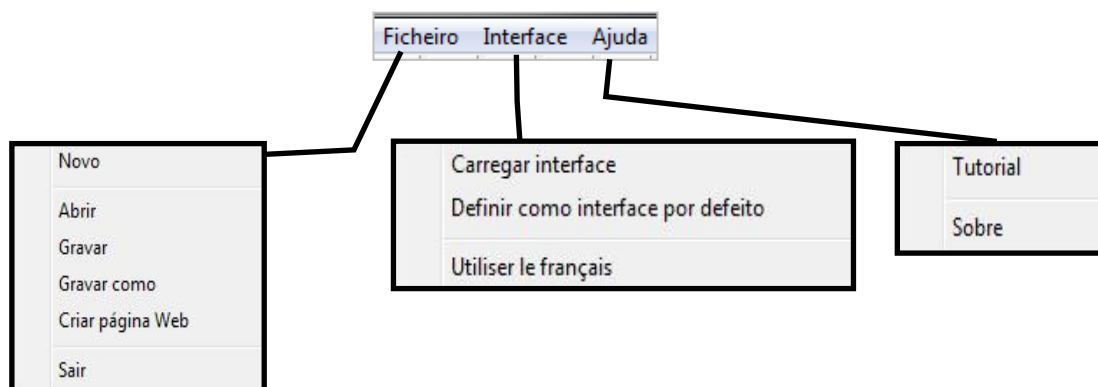 Ficheiro Interface Ajuda
Novo
Abrir
Gravar
Gravar como
Criar página Web
Sair
Carregar interface
Definir como interface por defeito
Utiliser le français
Tutorial
Sobre